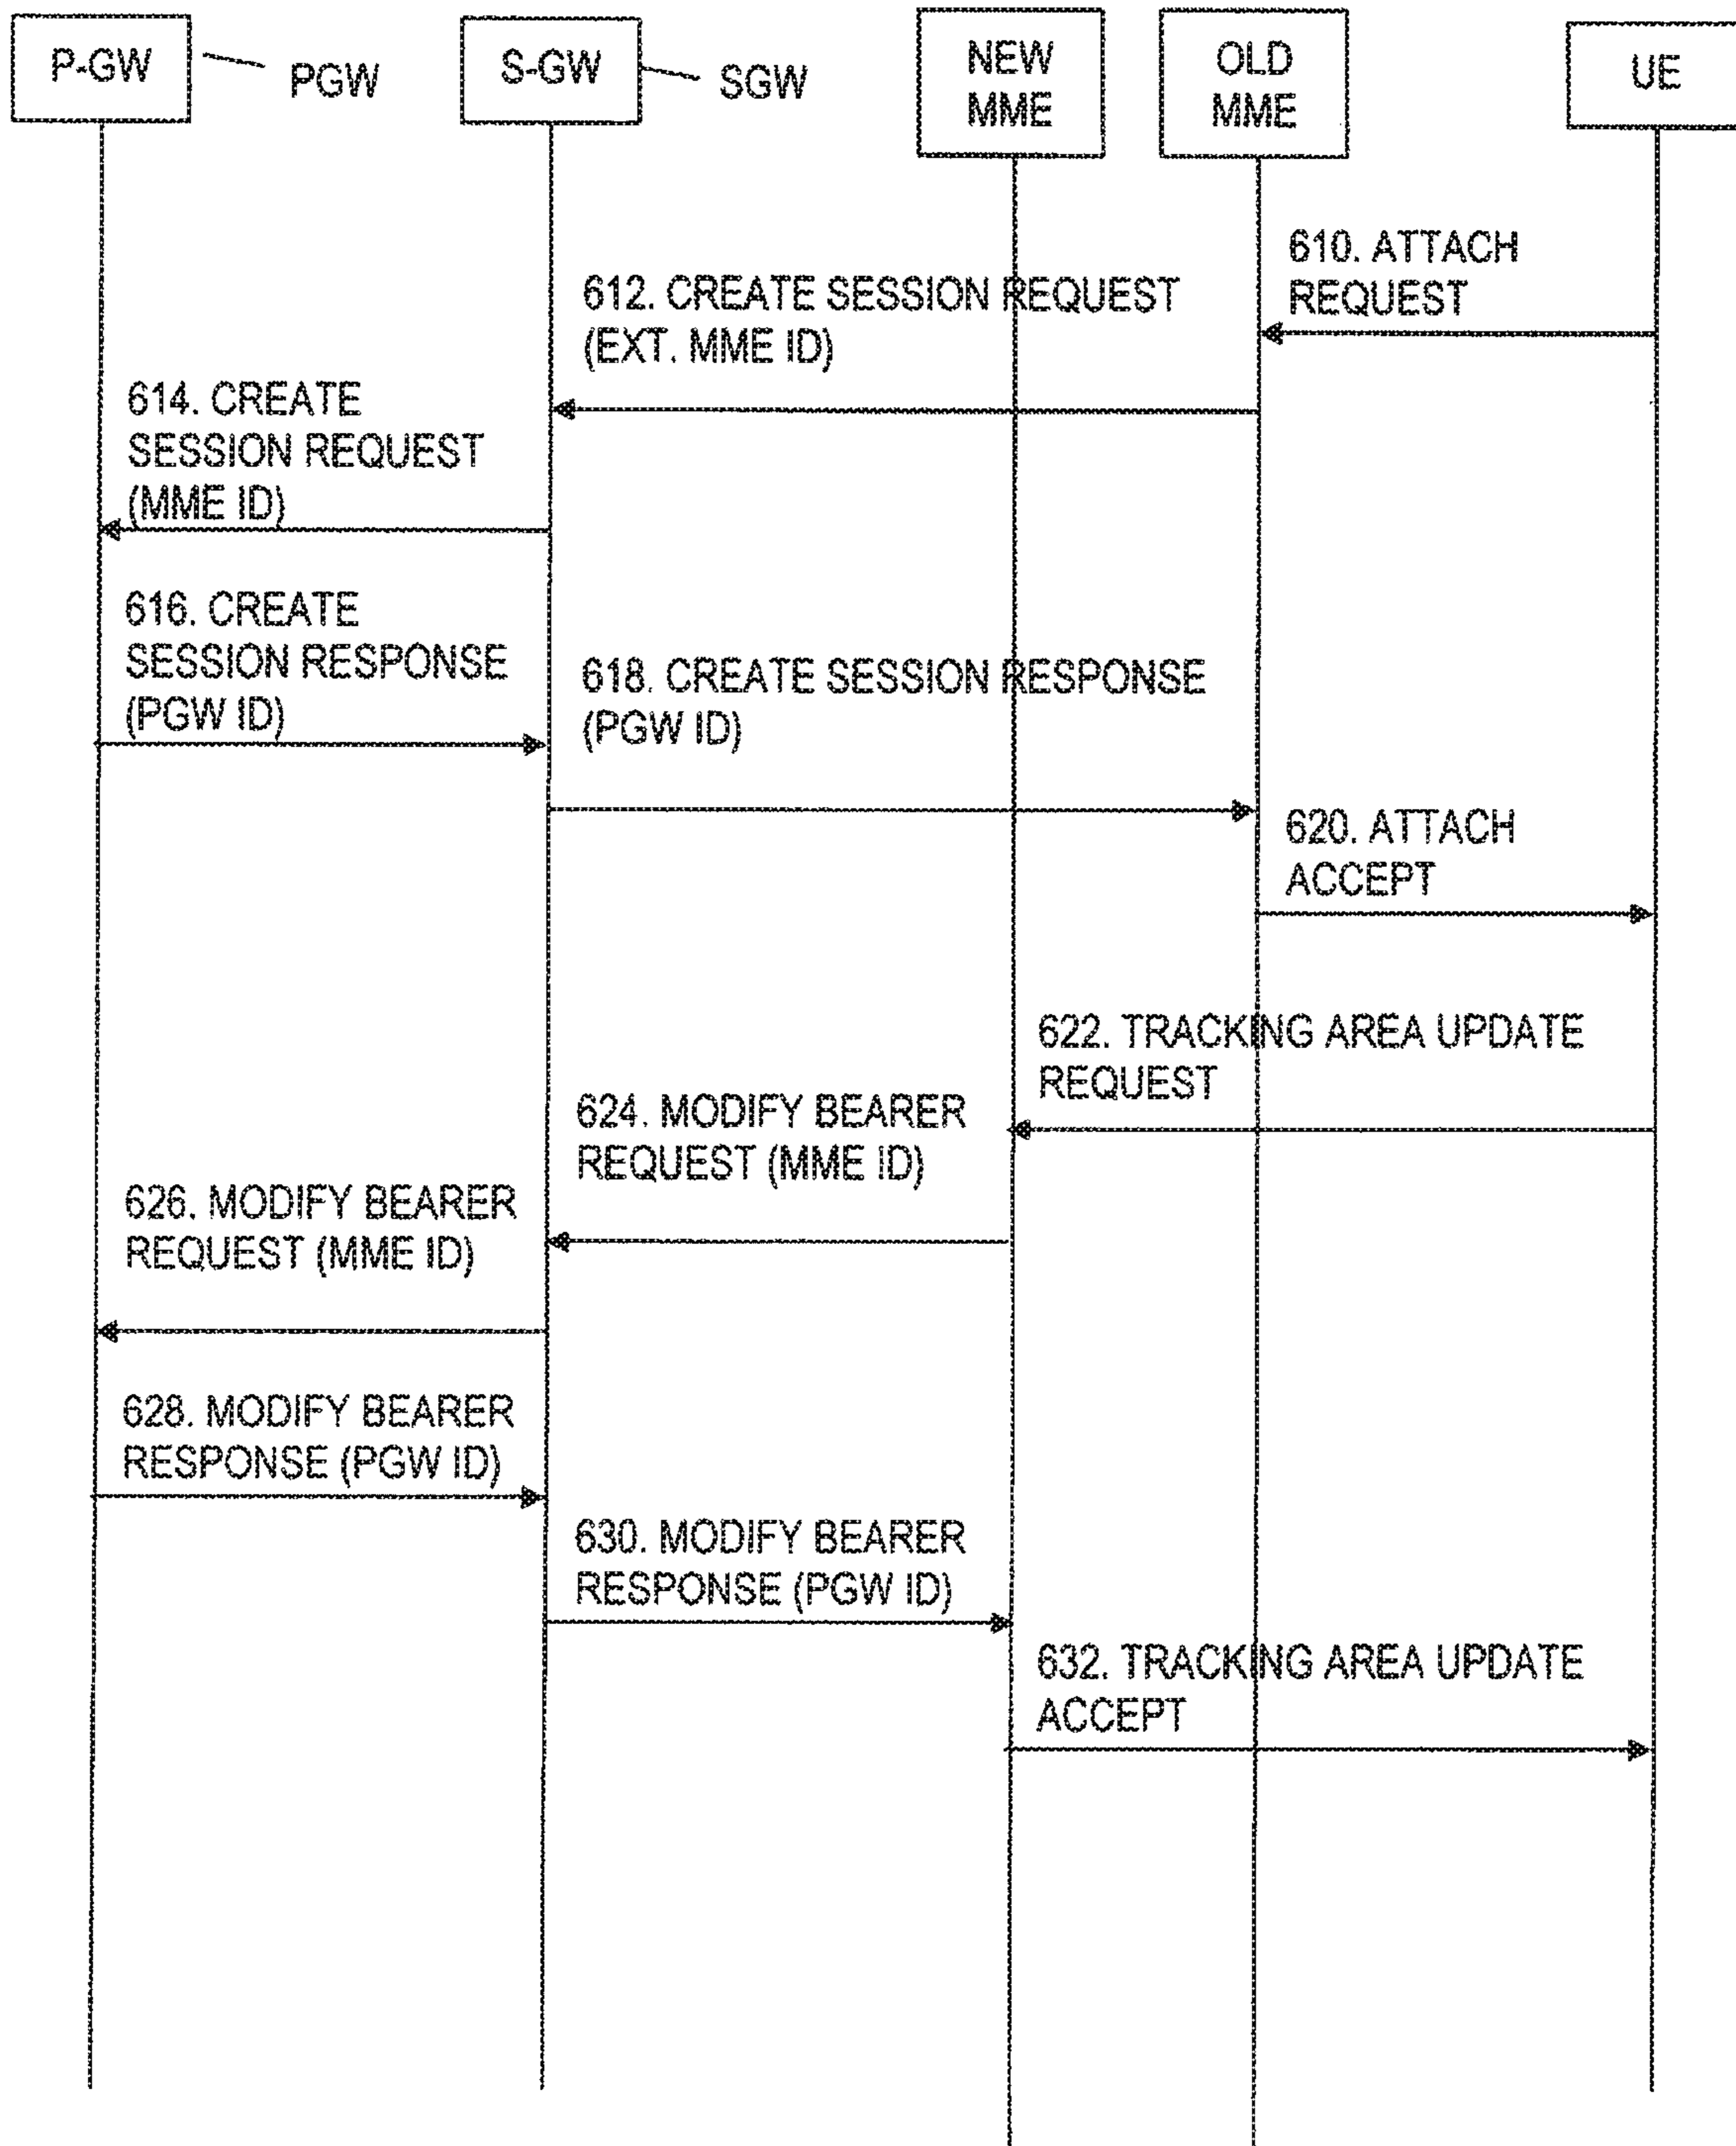 P-GW
PGW
S-GW
SGW
NEW
MME
OLD
MME
UE
610. ATTACH
REQUEST
612. CREATE SESSION REQUEST
(EXT. MME ID)
614. CREATE
SESSION REQUEST
(MME ID)
616. CREATE
SESSION RESPONSE
(PGW ID)
618. CREATE SESSION RESPONSE
(PGW ID)
620. ATTACH
ACCEPT
622. TRACKING AREA UPDATE
REQUEST
624. MODIFY BEARER
REQUEST (MME ID)
626. MODIFY BEARER
REQUEST (MME ID)
628. MODIFY BEARER
RESPONSE (PGW ID)
630. MODIFY BEARER
RESPONSE (PGW ID)
632. TRACKING AREA UPDATE
ACCEPT